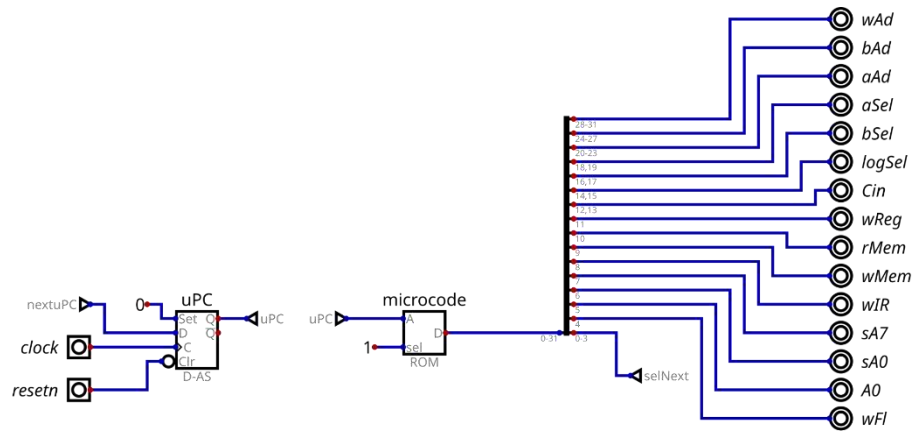 wAd
bAd
aAd
aSel
bSel
logSel
Cin
wReg
rMem
wMem
wIR
sA7
sA0
A0
wFl
28-31
24-27
20-23
18,19
16,17
14,15
12,13
11
10
9
8
7
6
5
4
0-3
0-31
selNext
nextuPC
0
uPC
Set
Q
D
Q
C
Clr
D-AS
uPC
clock
resetn
uPC
microcode
A
D
1
sel
ROM